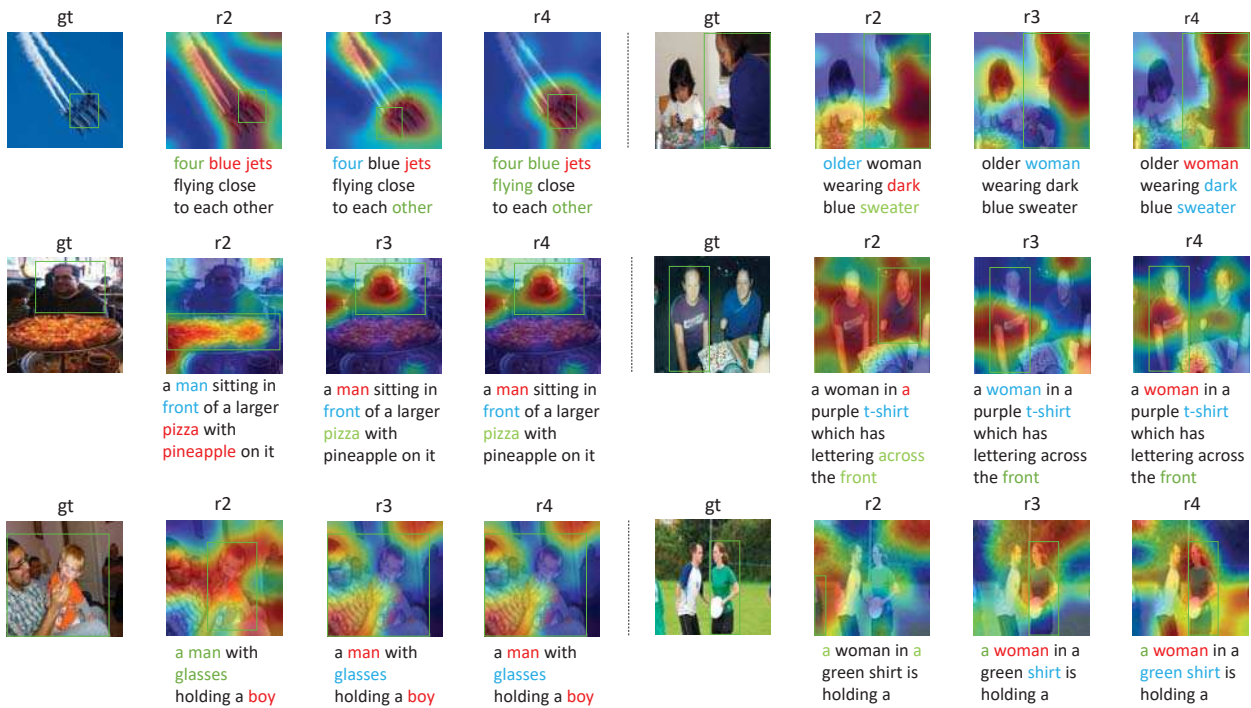 gt r2 r3 r4
four blue jets
flying close
to each other
four blue jets
flying close
to each other
four blue jets
flying close
to each other
gt r2 r3 r4
older woman
wearing dark
blue sweater
older woman
wearing dark
blue sweater
older woman
wearing dark
blue sweater
gt r2 r3 r4
a man sitting in
front of a larger
pizza with
pineapple on it
a man sitting in
front of a larger
pizza with
pineapple on it
a man sitting in
front of a larger
pizza with
pineapple on it
gt r2 r3 r4
a woman in a
purple t-shirt
which has
lettering across
the front
a woman in a
purple t-shirt
which has
lettering across
the front
a woman in a
purple t-shirt
which has
lettering across
the front
gt r2 r3 r4
a man with
glasses
holding a boy
a man with
glasses
holding a boy
a man with
glasses
holding a boy
gt r2 r3 r4
a woman in a
green shirt is
holding a
a woman in a
green shirt is
holding a
a woman in a
green shirt is
holding a